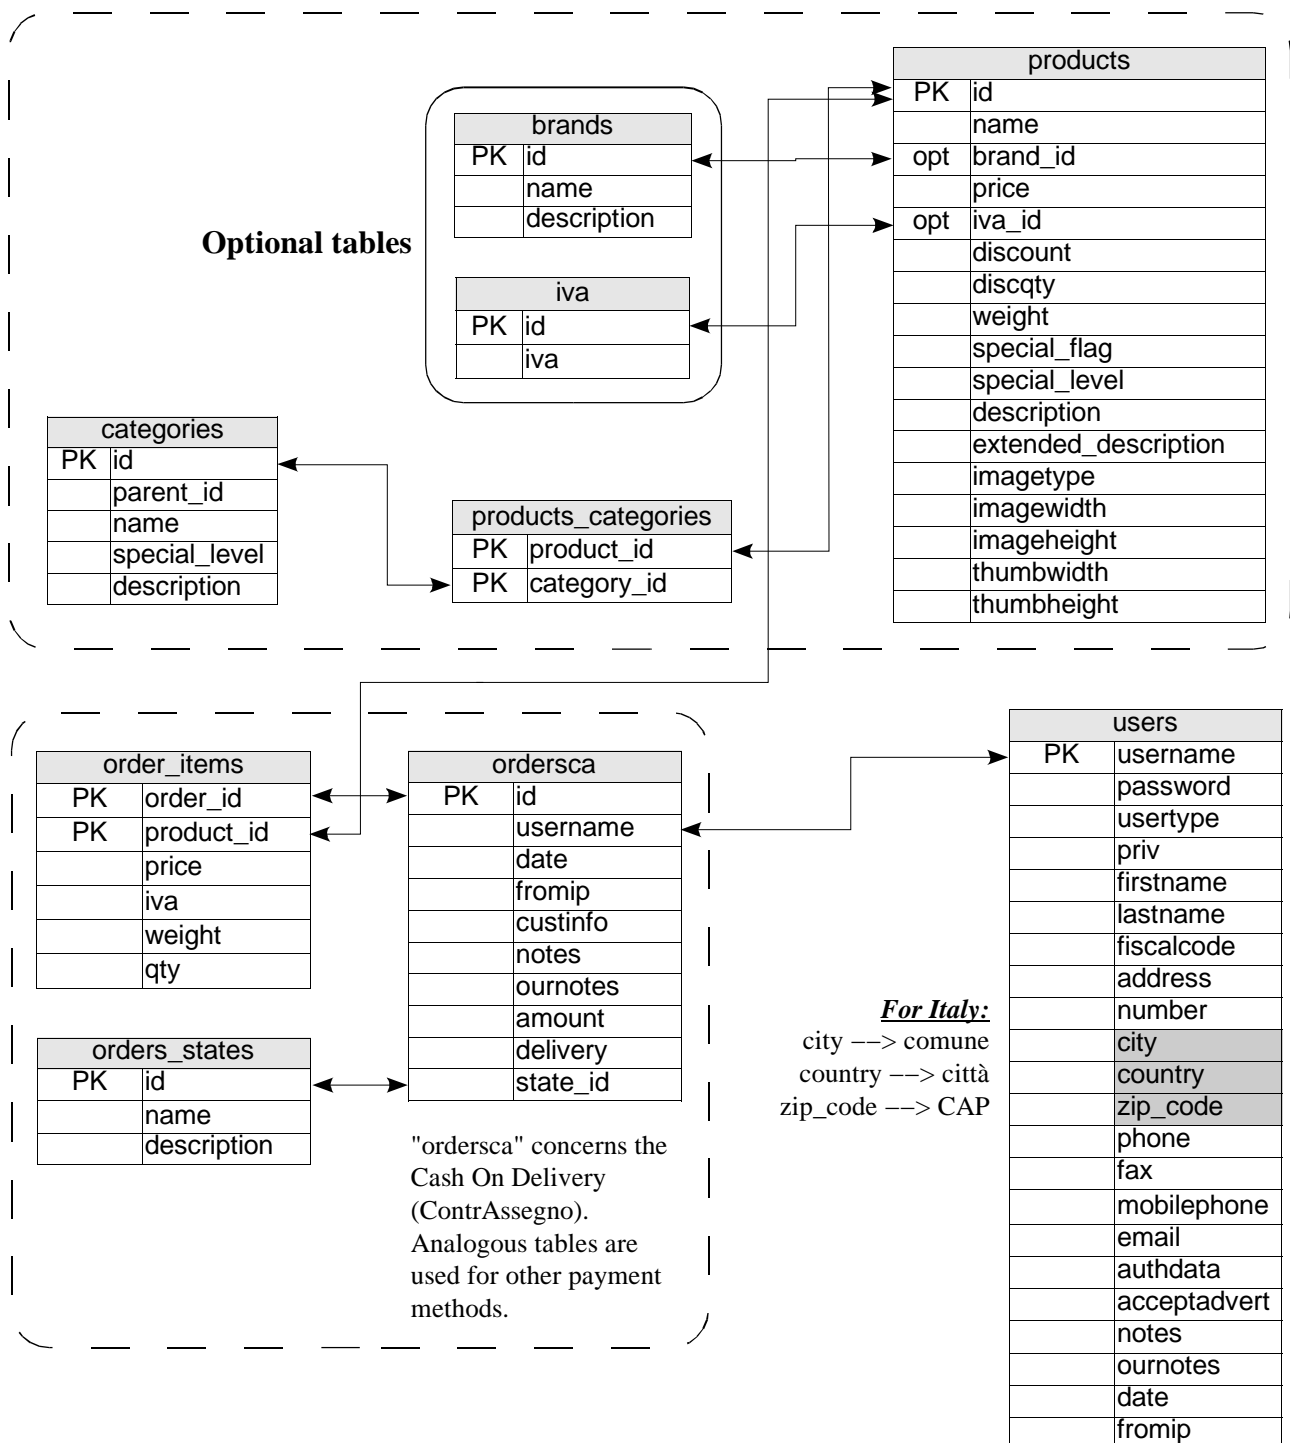 products
PK id
name
opt brand_id
price
opt iva_id
discount
discqty
weight
special_flag
special_level
description
extended_description
imagetype
imagewidth
imageheight
thumbwidth
thumbheight
brands
PK id
name
description
Optional tables
iva
PK id
iva
categories
PK id
parent_id
name
special_level
description
products_categories
PK product_id
PK category_id
order_items
PK order_id
PK product_id
price
iva
weight
qty
ordersca
PK id
username
date
fromip
custinfo
notes
ournotes
amount
delivery
state_id
orders_states
PK id
name
description
"ordersca" concerns the
Cash On Delivery
(ContrAssegno).
Analogous tables are
used for other payment
methods.
For Italy:
city −−> comune
country −−> città
zip_code −−> CAP
users
PK username
password
usertype
priv
firstname
lastname
fiscalcode
address
number
city
country
zip_code
phone
fax
mobilephone
email
authdata
acceptadvert
notes
ournotes
date
fromip